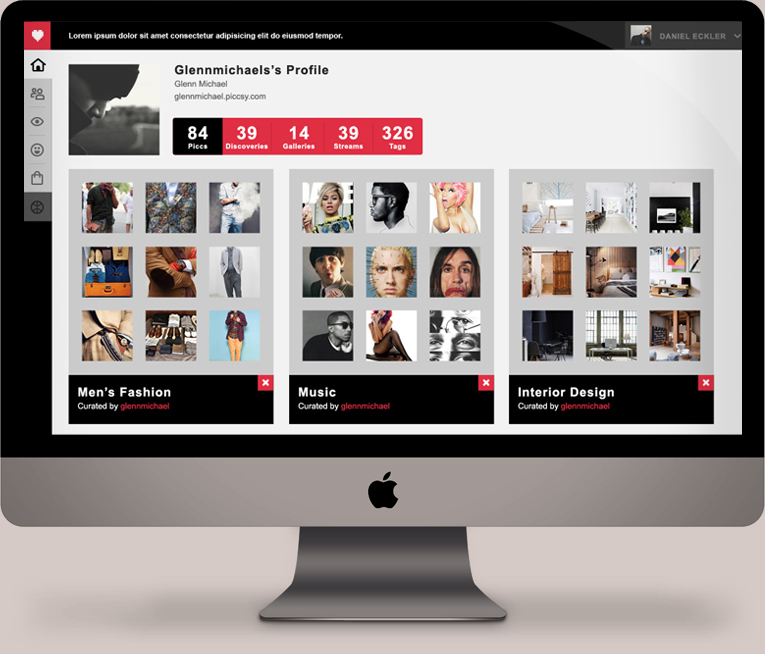 Lorem ipsum dolor sit amet consectetur adipisicing elit do eiusmod tempor.
DANIEL ECKLER
Glennmichaels's Profile
Glenn Michael
glennmichael.piccsy.com
84 39 14 39 326
Piccs Discoveries Galleries Streams Tags
Men's Fashion
Curated by glennmichael
Music
Curated by glennmichael
Interior Design
Curated by glennmichael